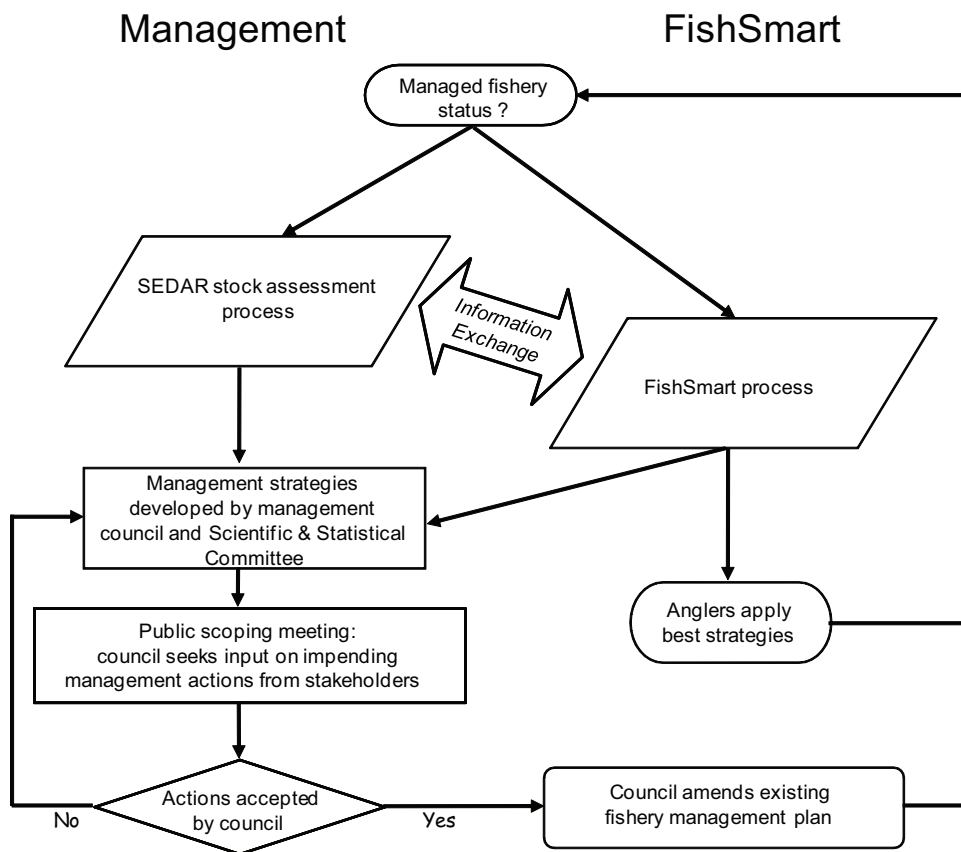 Management
FishSmart
Managed fishery
status ?
SEDAR stock assessment
process
Information
Exchange
FishSmart process
Management strategies
developed by management
council and Scientific & Statistical
Committee
Public scoping meeting:
council seeks input on impending
management actions from stakeholders
Anglers apply
best strategies
Actions accepted
by council
No
Yes
Council amends existing
fishery management plan